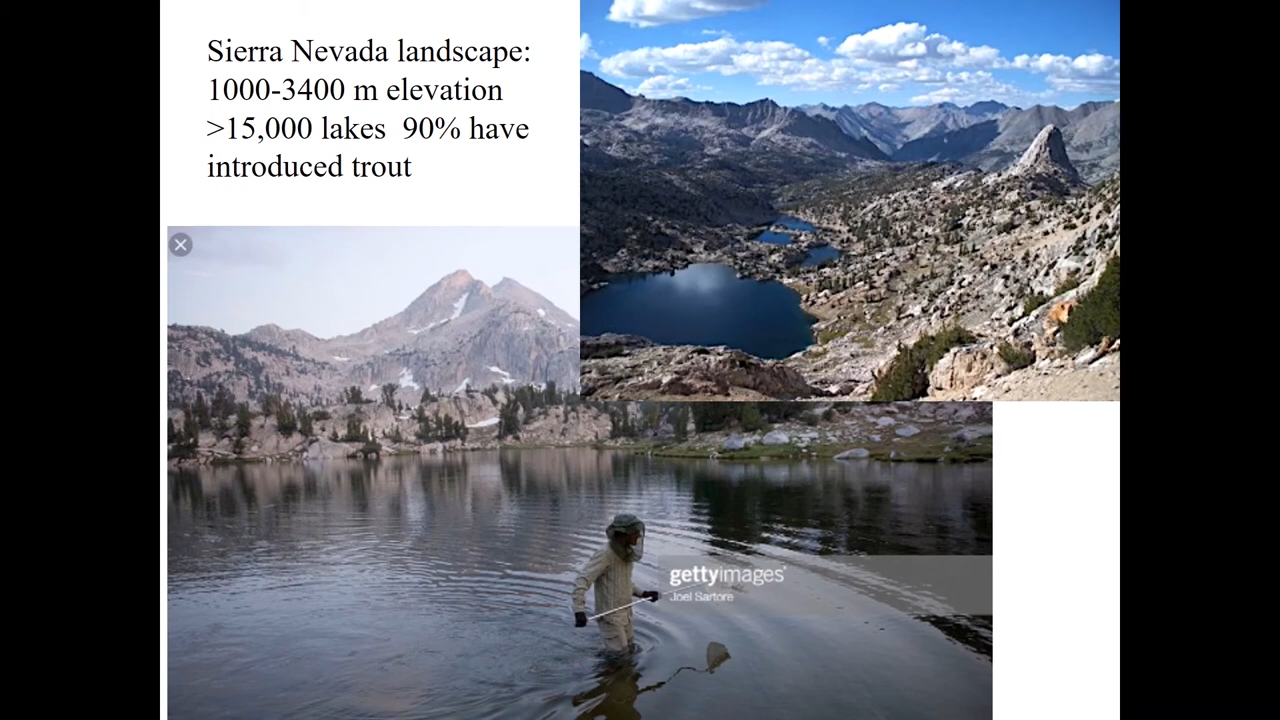 Sierra Nevada landscape:
1000-3400 m elevation
>15,000 lakes  90% have
introduced trout
gettyimages®
Joel Sartore